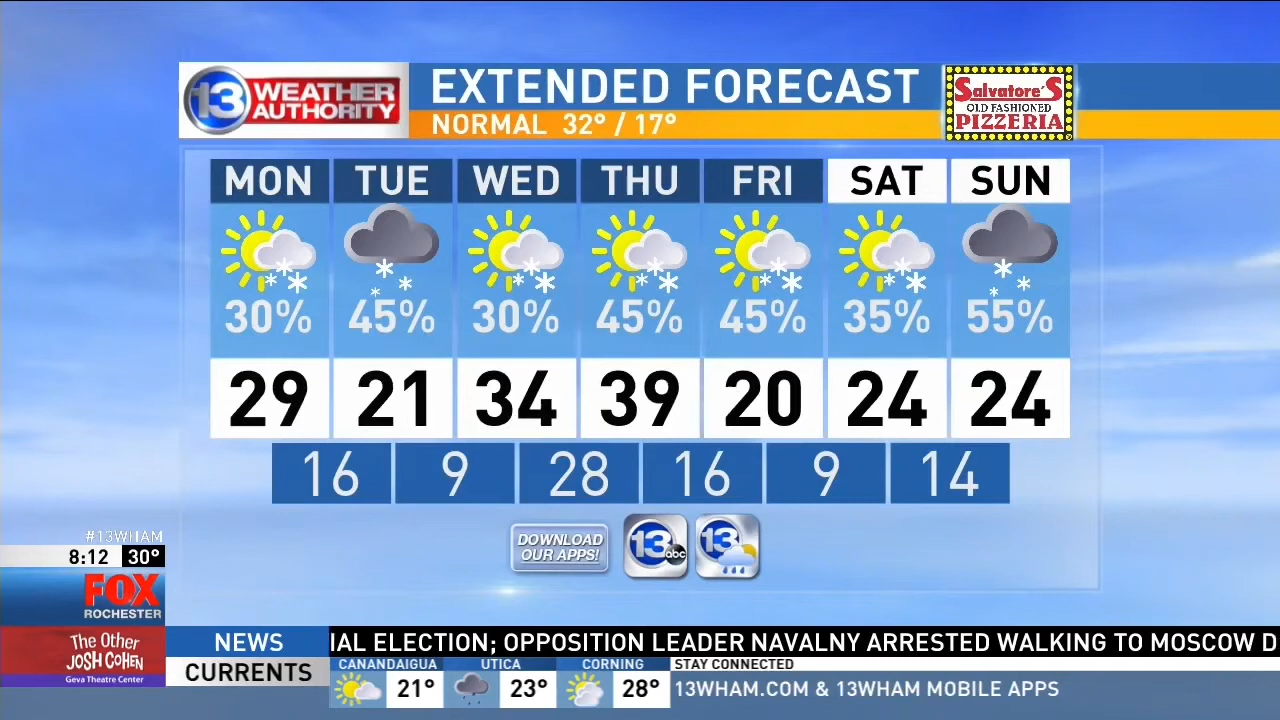 13 WEATHER AUTHORITY
EXTENDED FORECAST
NORMAL 32° / 17°
Salvatore's
OLD FASHIONED
PIZZERIA
MON TUE WED THU FRI SAT SUN
30% 45% 30% 45% 45% 35% 55%
29 21 34 39 20 24 24
16 9 28 16 9 14
DOWNLOAD
OUR APPS!
13 abc
13
#13WHAM
8:12 30°
FOX
ROCHESTER
The Other
JOSH COHEN
Geva Theatre Center
NEWS
IAL ELECTION; OPPOSITION LEADER NAVALNY ARRESTED WALKING TO MOSCOW D
CURRENTS
CANANDAIGUA UTICA CORNING STAY CONNECTED
21° 23° 28° 13WHAM.COM & 13WHAM MOBILE APPS